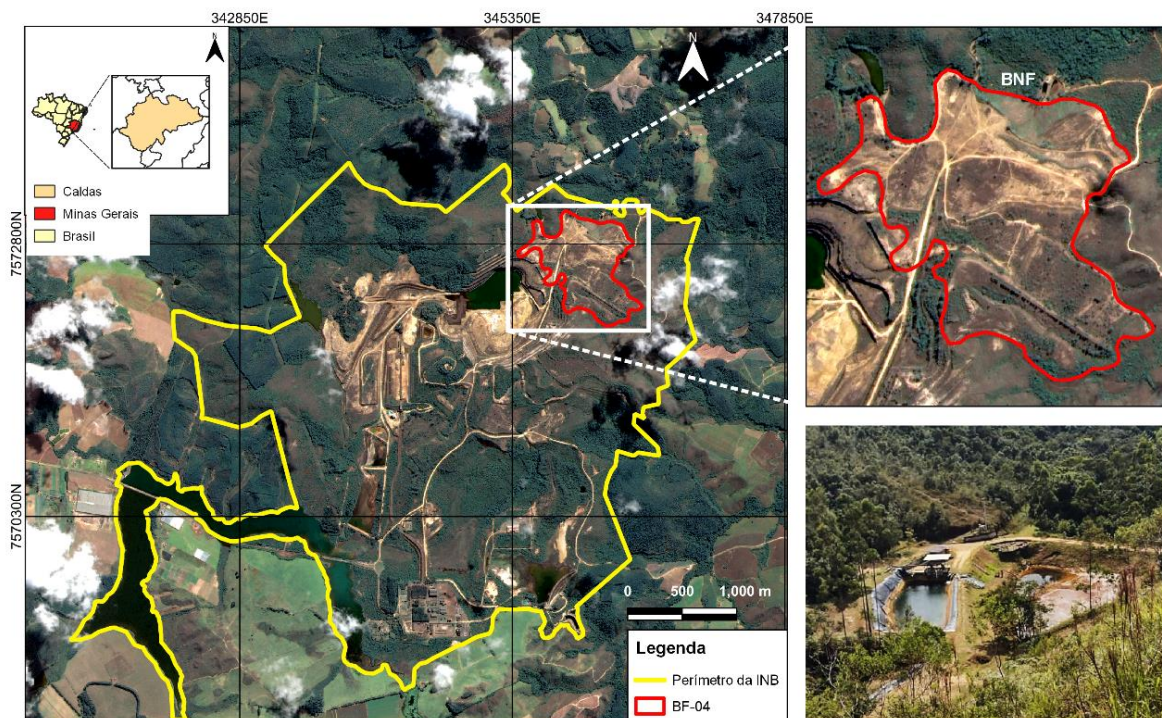 342850E
345350E
347850E
N
N
Caldas
Minas Gerais
Brasil
7572800N
7570300N
0 500 1,000 m
Legenda
Perímetro da INB
BF-04
BNF